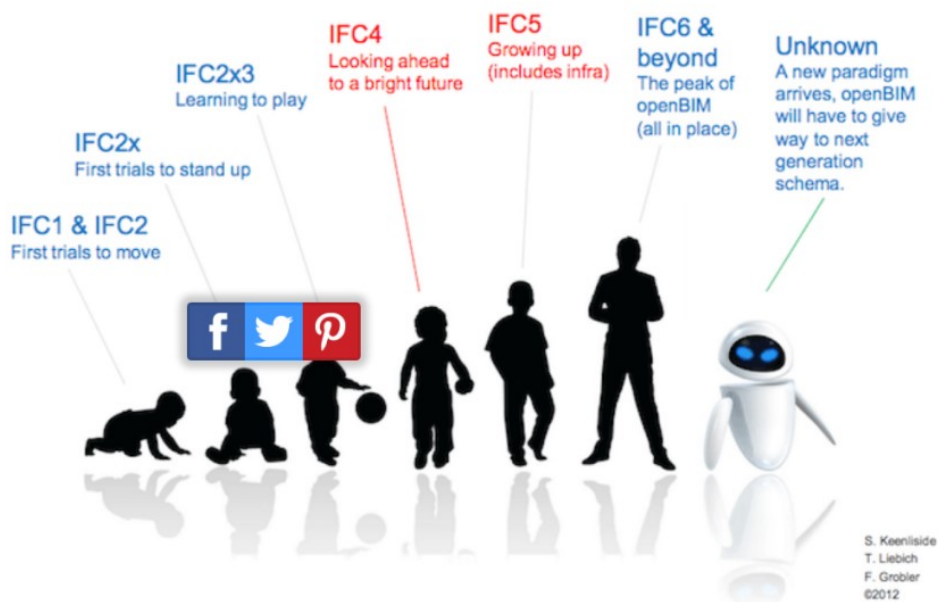 IFC1 & IFC2
First trials to move
IFC2x
First trials to stand up
IFC2x3
Learning to play
IFC4
Looking ahead
to a bright future
IFC5
Growing up
(includes infra)
IFC6 &
beyond
The peak of
openBIM
(all in place)
Unknown
A new paradigm
arrives, openBIM
will have to give
way to next
generation
schema.
S. Keenliside
T. Liebich
F. Grobler
©2012